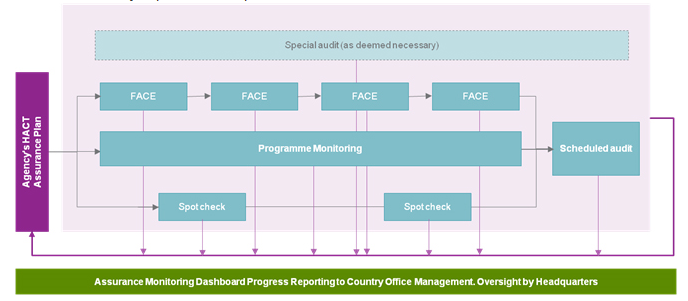 Special audit (as deemed necessary)
FACE
FACE
FACE
FACE
Agency's HACT
Assurance Plan
Programme Monitoring
Scheduled audit
Spot check
Spot check
Assurance Monitoring Dashboard Progress Reporting to Country Office Management. Oversight by Headquarters